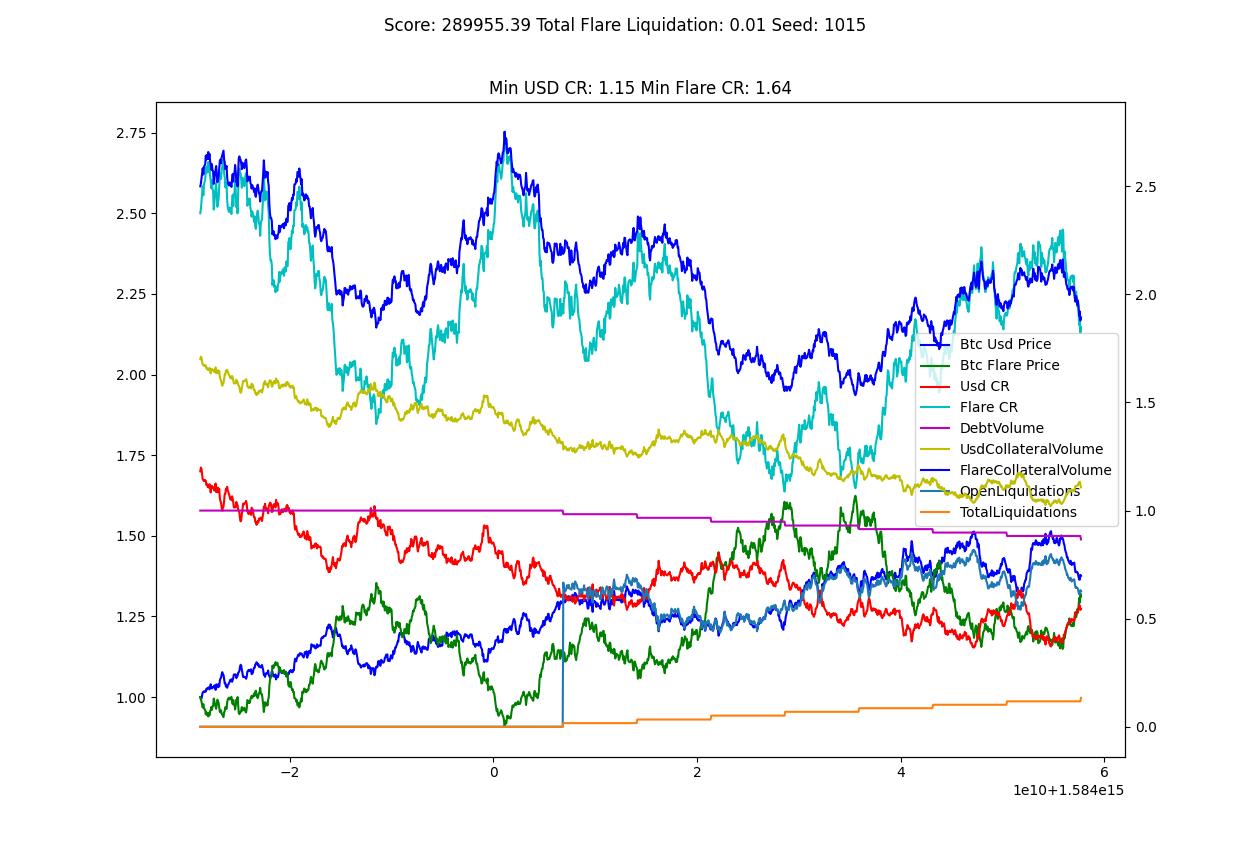 Score: 289955.39 Total Flare Liquidation: 0.01 Seed: 1015
Min USD CR: 1.15 Min Flare CR: 1.64
2.75
2.50
2.25
2.00
1.75
1.50
1.25
1.00
2.5
2.0
1.5
1.0
0.5
0.0
Btc Usd Price
Btc Flare Price
Usd CR
Flare CR
DebtVolume
UsdCollateralVolume
FlareCollateralVolume
OpenLiquidations
TotalLiquidations
−2 0 2 4 6
1e10+1.584e15